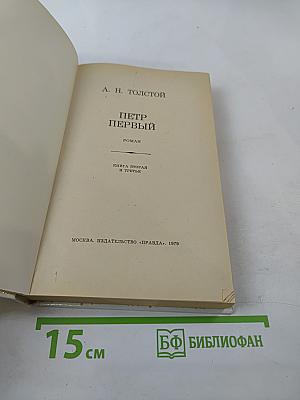 А. Н. ТОЛСТОЙ
ПЕТР
ПЕРВЫЙ
РОМАН
КНИГА ВТОРАЯ
И ТРЕТЬЯ
МОСКВА. ИЗДАТЕЛЬСТВО «ПРАВДА». 1979
15 см
БФ БИБЛИОФАН